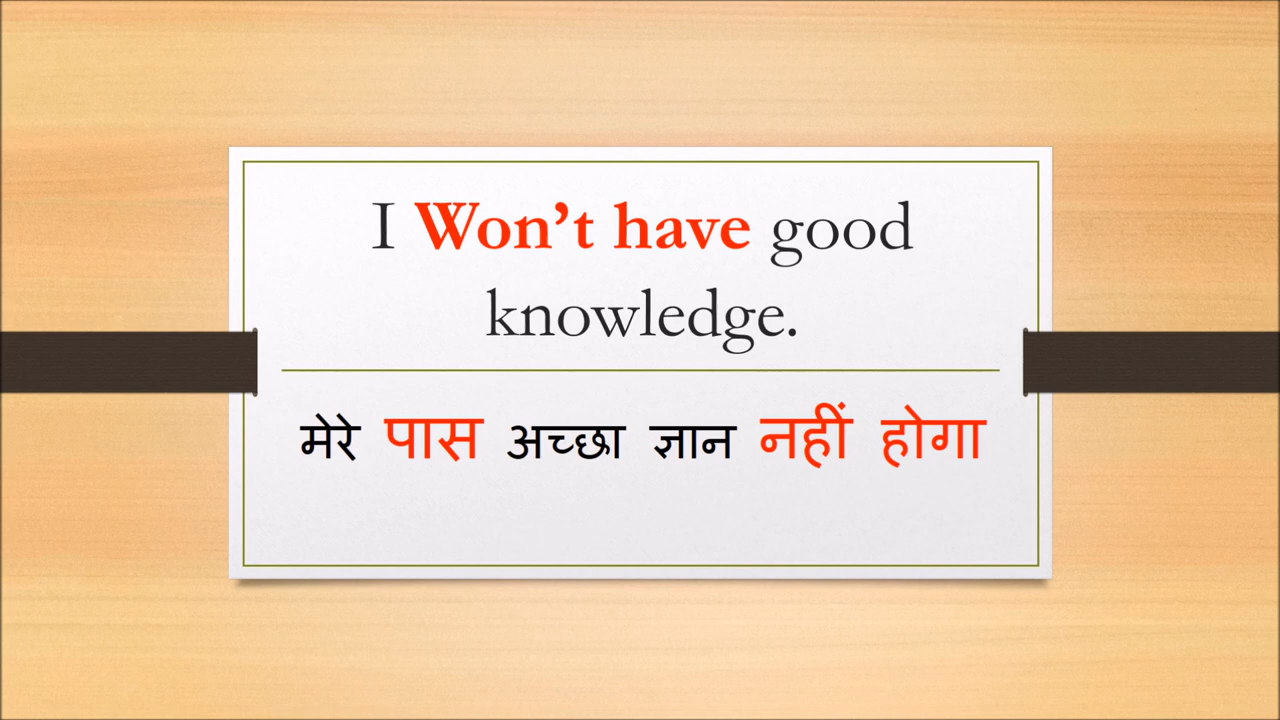 I Won’t have good
knowledge.
मेरे पास अच्छा ज्ञान नहीं होगा